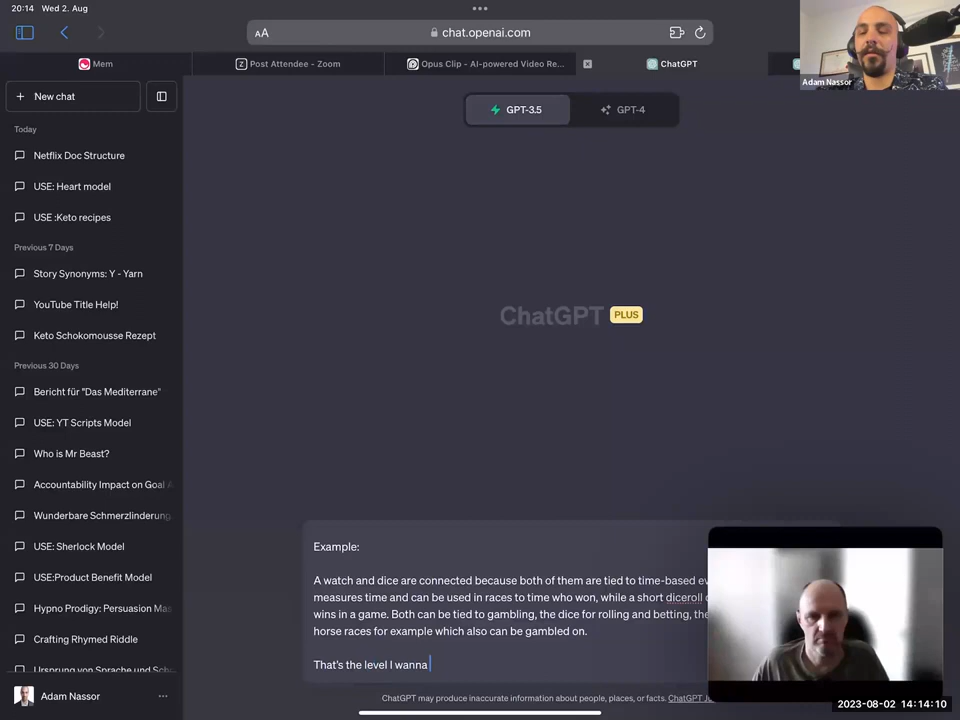 20:14 Wed 2. Aug
AA
chat.openai.com
Mem
Post Attendee - Zoom
Opus Clip - AI-powered Video Re...
ChatGPT
Adam Nassor
New chat
GPT-3.5
GPT-4
Today
Netflix Doc Structure
USE: Heart model
USE :Keto recipes
Previous 7 Days
Story Synonyms: Y - Yarn
YouTube Title Help!
ChatGPT PLUS
Keto Schokomousse Rezept
Previous 30 Days
Bericht für "Das Mediterrane"
USE: YT Scripts Model
Who is Mr Beast?
Accountability Impact on Goal
Wunderbare Schmerzlinderung
USE: Sherlock Model
USE:Product Benefit Model
Hypno Prodigy: Persuasion Mas
Crafting Rhymed Riddle
Ursprung von Sprache und Sch
Adam Nassor
Example:
A watch and dice are connected because both of them are tied to time-based ev
measures time and can be used in races to time who won, while a short diceroll
wins in a game. Both can be tied to gambling, the dice for rolling and betting, the
horse races for example which also can be gambled on.
That's the level I wanna
ChatGPT may produce inaccurate information about people, places, or facts. ChatGPT Ju
2023-08-02 14:14:10